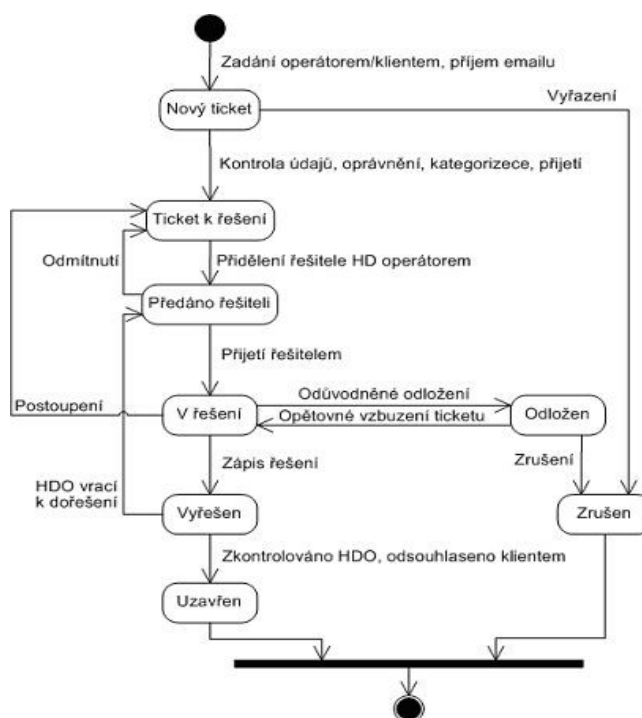 Zadání operátorem/klientem, příjem emailu
Nový ticket
Vyřazení
Kontrola údajů, oprávnění, kategorizece, přijetí
Ticket k řešení
Odmítnutí
Přidělení řešitele HD operátorem
Předáno řešiteli
Přijetí řešitelem
Postoupení
V řešení
Odůvodněné odložení
Opětovné vzbuzení ticketu
Odložen
Zápis řešení
Zrušení
HDO vrací
k dořešení
Vyřešen
Zrušen
Zkontrolováno HDO, odsouhlaseno klientem
Uzavřen